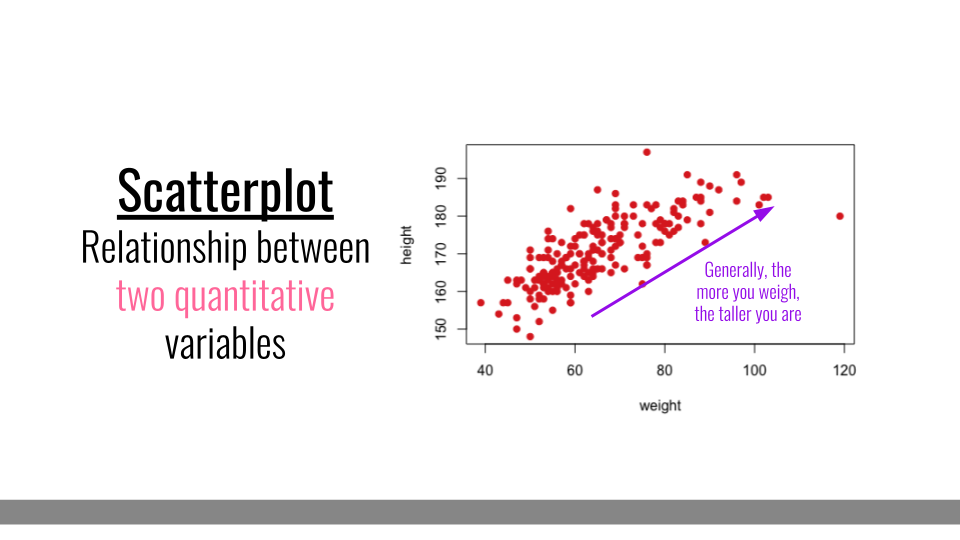 Scatterplot
Relationship between
two quantitative
variables
height
190
180
170
160
150
Generally, the
more you weigh,
the taller you are
40 60 80 100 120
weight